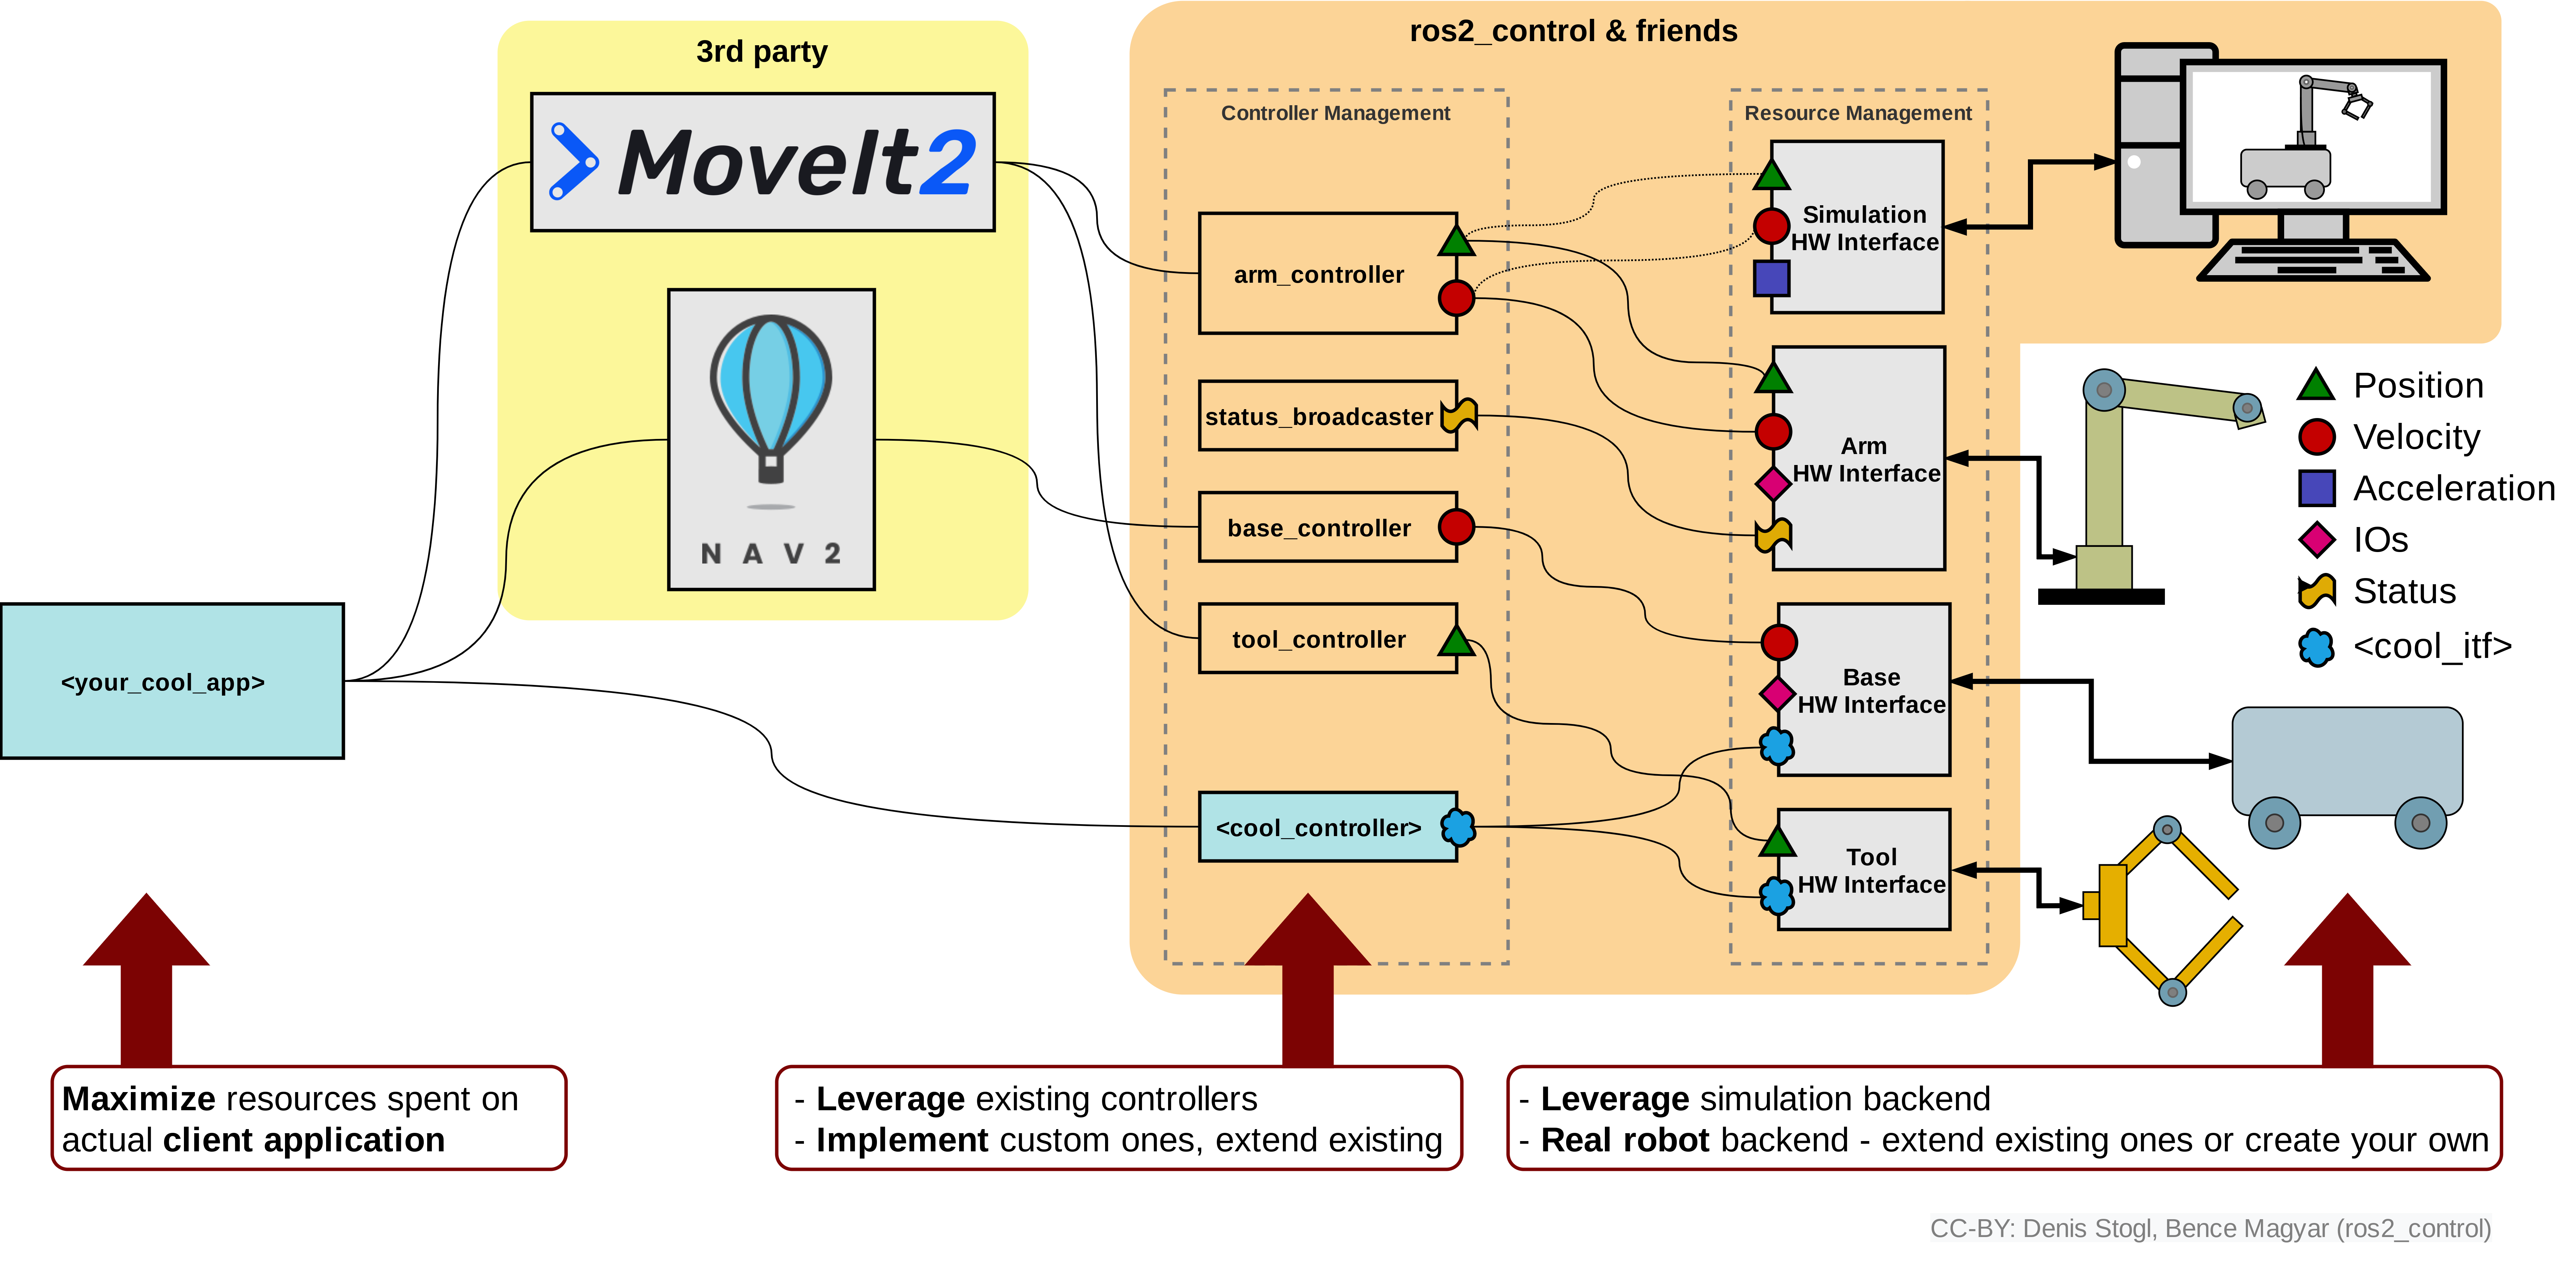 3rd party
MoveIt2
NAV2
<your_cool_app>
ros2_control & friends
Controller Management
arm_controller
status_broadcaster
base_controller
tool_controller
<cool_controller>
Resource Management
Simulation
HW Interface
Arm
HW Interface
Base
HW Interface
Tool
HW Interface
Position
Velocity
Acceleration
IOs
Status
<cool_itf>
Maximize resources spent on
actual client application
- Leverage existing controllers
- Implement custom ones, extend existing
- Leverage simulation backend
- Real robot backend - extend existing ones or create your own
CC-BY: Denis Stogl, Bence Magyar (ros2_control)